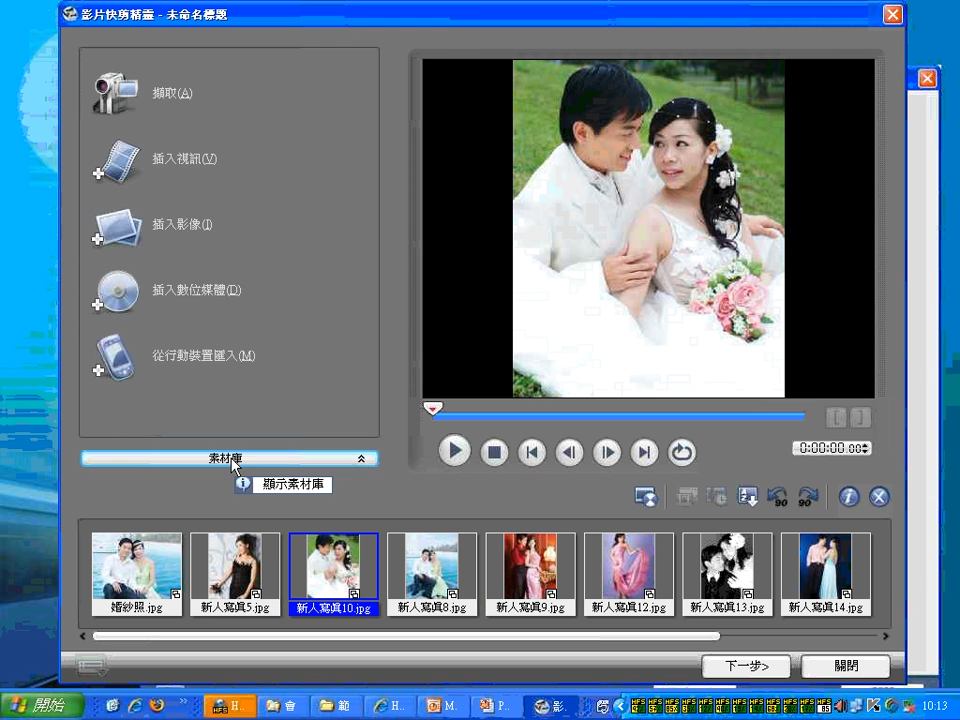 影片快剪精靈 - 未命名標題
擷取(A)
插入視訊(V)
插入影像(I)
插入數位媒體(D)
從行動裝置匯入(M)
素材庫
顯示素材庫
0:00:00.00
90
90
婚紗照.jpg
新人寫真5.jpg
新人寫真10.jpg
新人寫真8.jpg
新人寫真9.jpg
新人寫真12.jpg
新人寫真13.jpg
新人寫真14.jpg
下一步>
關閉
開始
H.
會
範
H.
M.
P.
影.
10:13